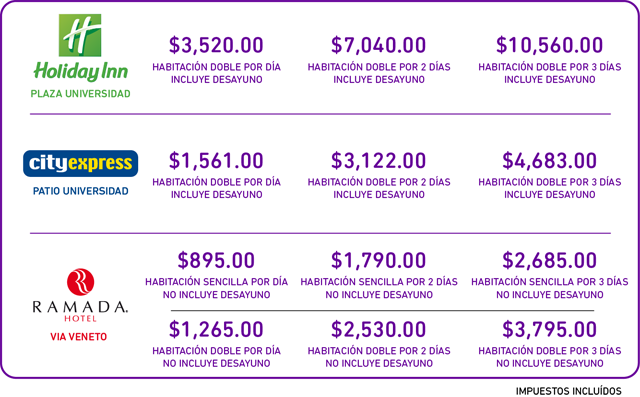 H
Holiday Inn
PLAZA UNIVERSIDAD
$3,520.00
HABITACIÓN DOBLE POR DÍA
INCLUYE DESAYUNO
$7,040.00
HABITACIÓN DOBLE POR 2 DÍAS
INCLUYE DESAYUNO
$10,560.00
HABITACIÓN DOBLE POR 3 DÍAS
INCLUYE DESAYUNO
cityexpress
PATIO UNIVERSIDAD
$1,561.00
HABITACIÓN DOBLE POR DÍA
INCLUYE DESAYUNO
$3,122.00
HABITACIÓN DOBLE POR 2 DÍAS
INCLUYE DESAYUNO
$4,683.00
HABITACIÓN DOBLE POR 3 DÍAS
INCLUYE DESAYUNO
R
RAMADA.
HOTEL
VIA VENETO
$895.00
HABITACIÓN SENCILLA POR DÍA
NO INCLUYE DESAYUNO
$1,790.00
HABITACIÓN SENCILLA POR 2 DÍAS
NO INCLUYE DESAYUNO
$2,685.00
HABITACIÓN SENCILLA POR 3 DÍAS
NO INCLUYE DESAYUNO
$1,265.00
HABITACIÓN DOBLE POR DÍA
NO INCLUYE DESAYUNO
$2,530.00
HABITACIÓN DOBLE POR 2 DÍAS
NO INCLUYE DESAYUNO
$3,795.00
HABITACIÓN DOBLE POR 3 DÍAS
NO INCLUYE DESAYUNO
IMPUESTOS INCLUÍDOS